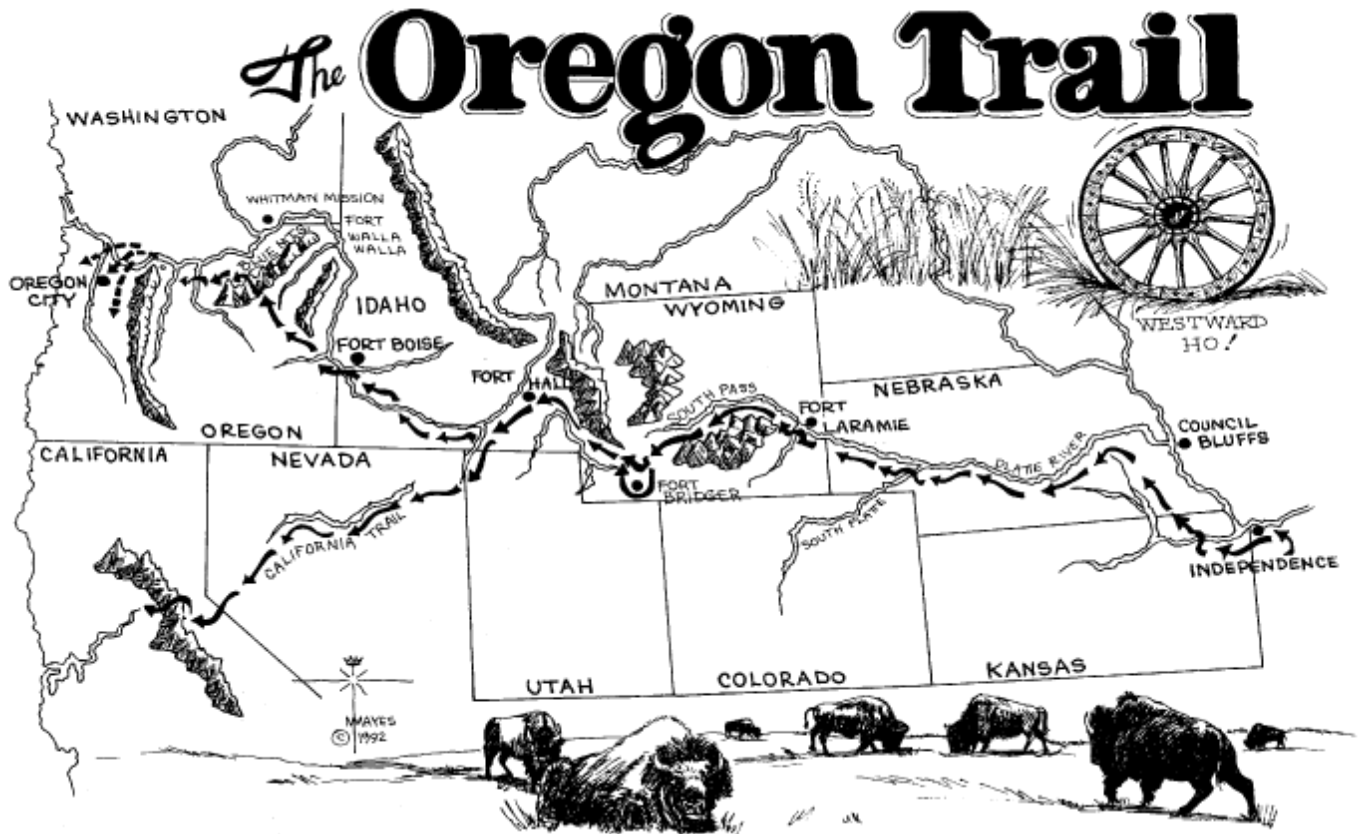 The Oregon Trail
WASHINGTON
WHITMAN MISSION
FORT
WALLA
WALLA
OREGON
CITY
IDAHO
MONTANA
WYOMING
WESTWARD
HO!
FORT BOISE
FORT
HALL
SOUTH PASS
FORT
LARAMIE
NEBRASKA
COUNCIL
BLUFFS
OREGON
CALIFORNIA
NEVADA
PLATTE RIVER
FORT
BRIDGER
SOUTH PLATTE
CALIFORNIA TRAIL
INDEPENDENCE
UTAH
COLORADO
KANSAS
NMAYES
© 1992